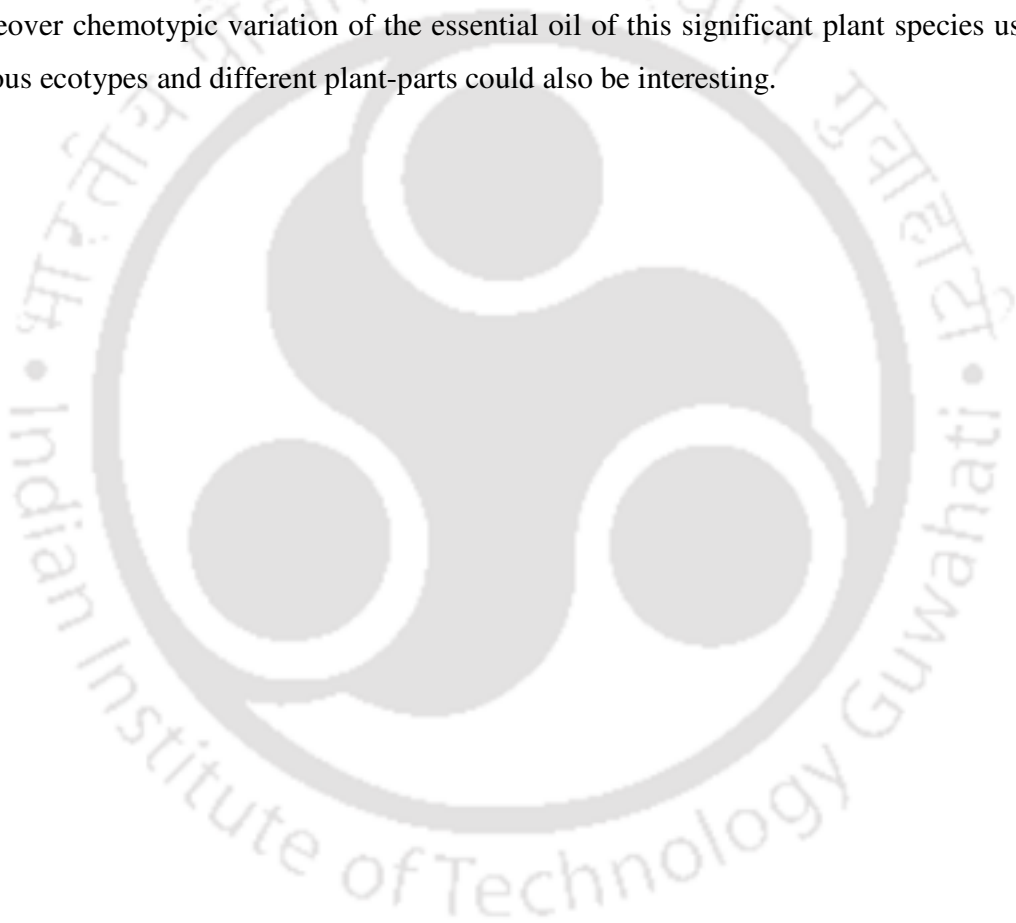 eover chemotypic variation of the essential oil of this significant plant species us
ous ecotypes and different plant-parts could also be interesting.
Indian Institute of Technology Guwahati